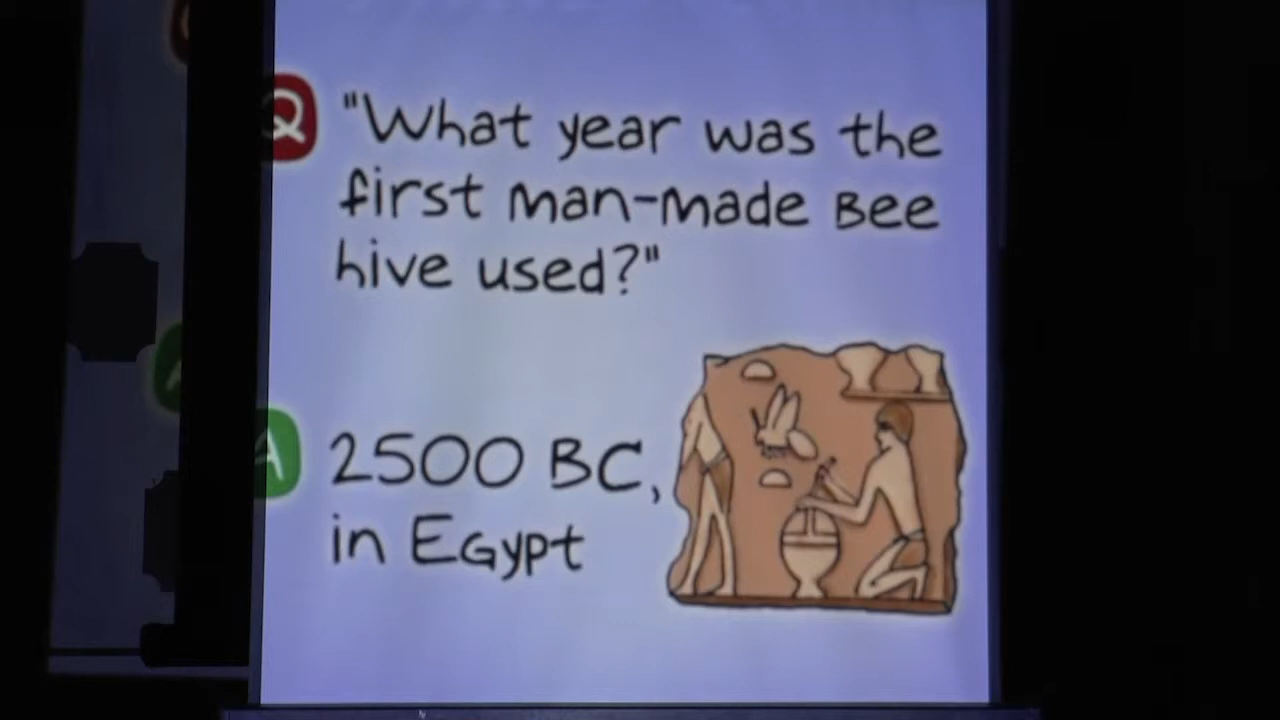 Q "What year was the
first man-made Bee
hive used?"
A 2500 BC,
in Egypt